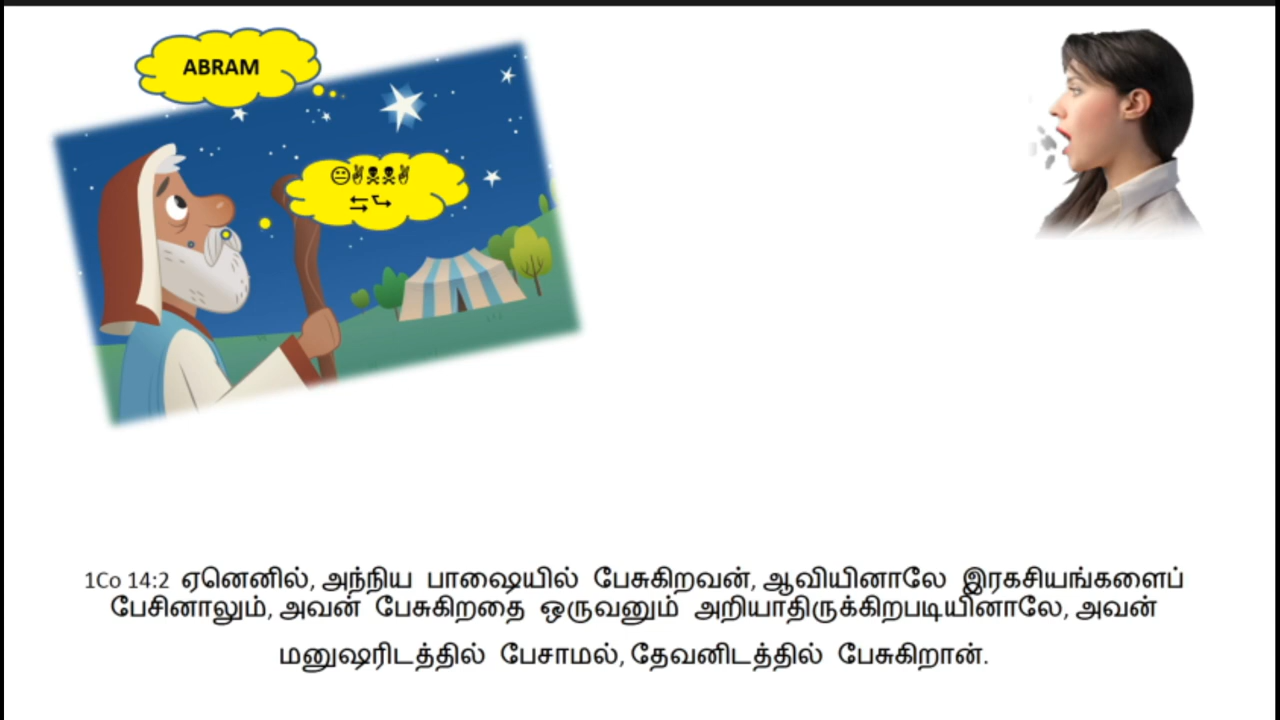 ABRAM
😐✌☠☠✌
⮀⮡
1Co 14:2 ஏனெனில், அந்நிய பாஷையில் பேசுகிறவன், ஆவியினாலே இரகசியங்களைப்
பேசினாலும், அவன் பேசுகிறதை ஒருவனும் அறியாதிருக்கிறபடியினாலே, அவன்
மனுஷரிடத்தில் பேசாமல், தேவனிடத்தில் பேசுகிறான்.